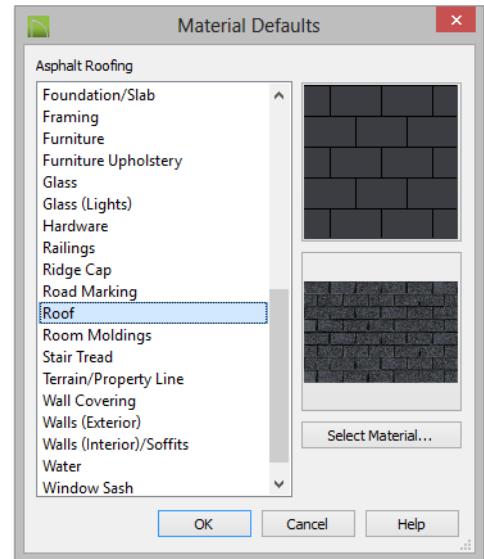 Material Defaults
Asphalt Roofing
Foundation/Slab
Framing
Furniture
Furniture Upholstery
Glass
Glass (Lights)
Hardware
Railings
Ridge Cap
Road Marking
Roof
Room Moldings
Stair Tread
Terrain/Property Line
Wall Covering
Walls (Exterior)
Walls (Interior)/Soffits
Water
Window Sash
Select Material...
OK
Cancel
Help